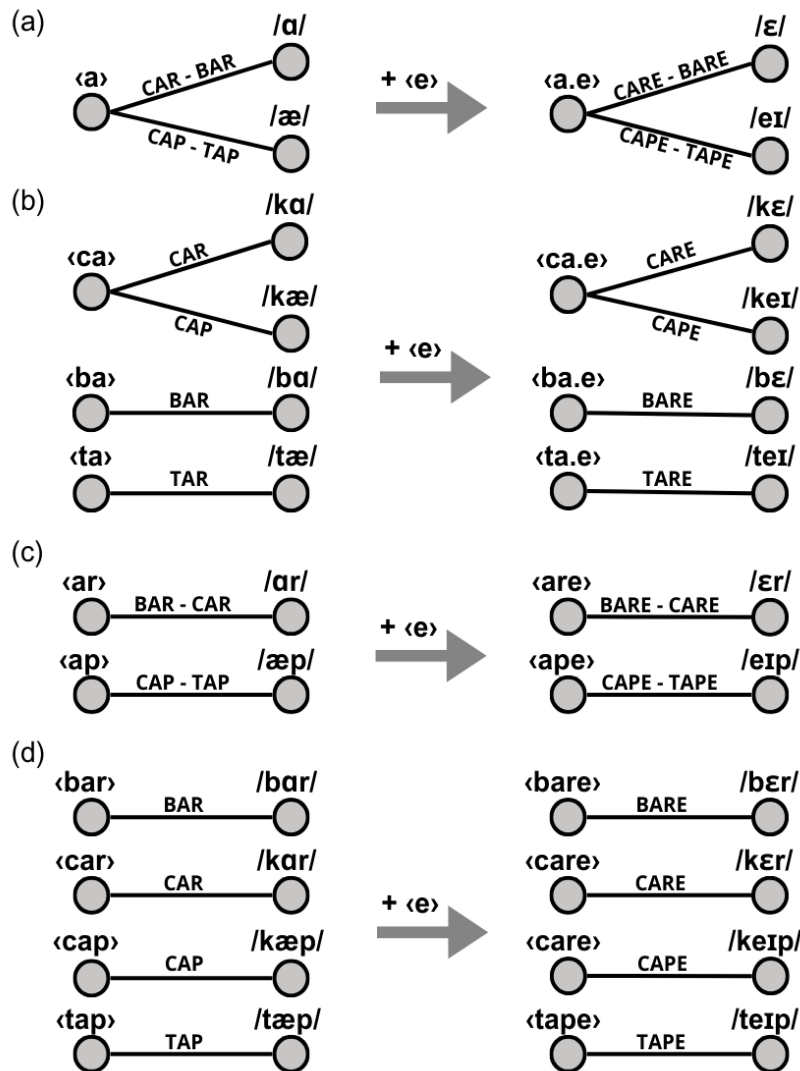 (a)
‹a› /ɑ/ CAR - BAR /æ/ CAP - TAP
+ ‹e›
‹a.e› /ɛ/ CARE - BARE /eɪ/ CAPE - TAPE
(b)
‹ca› /kɑ/ CAR /kæ/ CAP
‹ba› BAR /bɑ/
‹ta› TAR /tæ/
+ ‹e›
‹ca.e› /kɛ/ CARE /keɪ/ CAPE
‹ba.e› BARE /bɛ/
‹ta.e› TARE /teɪ/
(c)
‹ar› BAR - CAR /ɑr/
‹ap› CAP - TAP /æp/
+ ‹e›
‹are› BARE - CARE /ɛr/
‹ape› CAPE - TAPE /eɪp/
(d)
‹bar› BAR /bɑr/
‹car› CAR /kɑr/
‹cap› CAP /kæp/
‹tap› TAP /tæp/
+ ‹e›
‹bare› BARE /bɛr/
‹care› CARE /kɛr/
‹care› CAPE /keɪp/
‹tape› TAPE /teɪp/